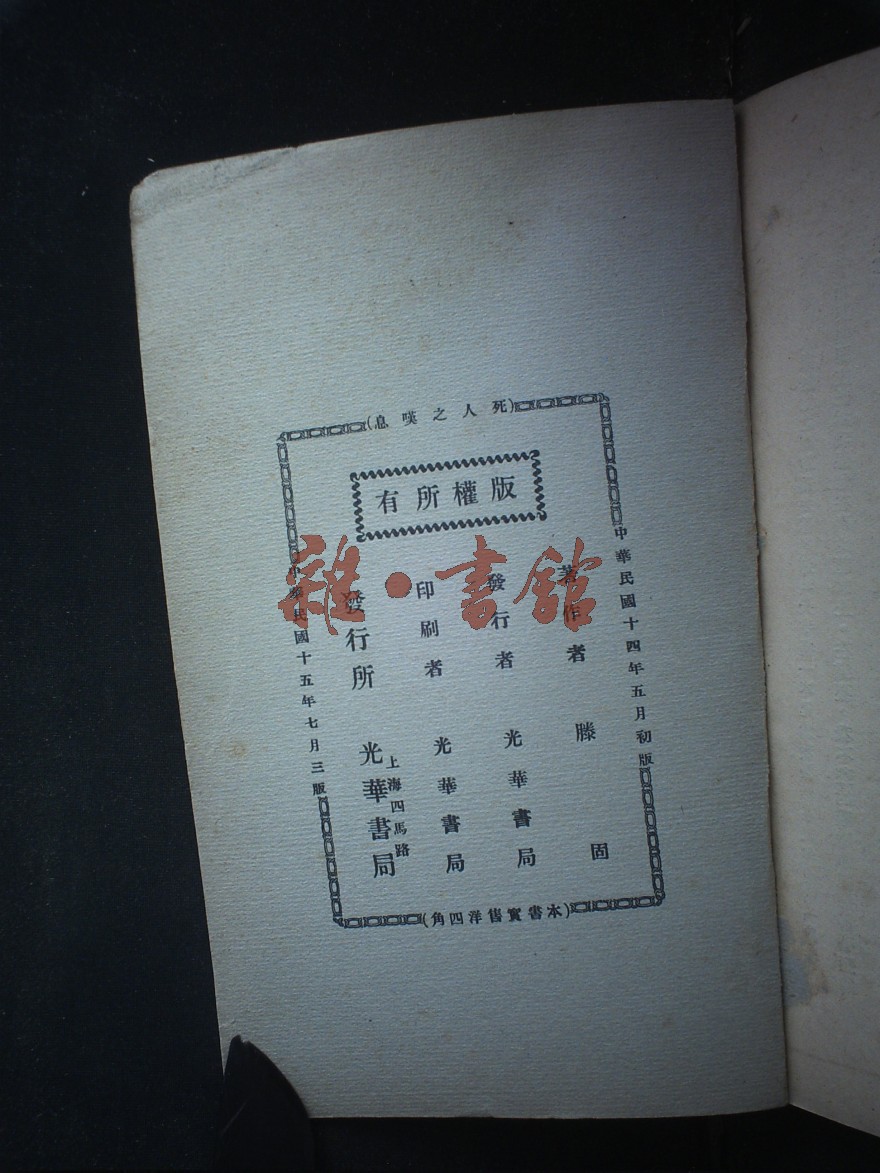 (死人之嘆息)
版權所有
中華民國十四年五月初版
著作者 滕固
發行者 光華書局
印刷者 光華書局
上海四馬路
發行所 光華書局
中華民國十五年七月三版
(本書實售洋四角)
雜·書館